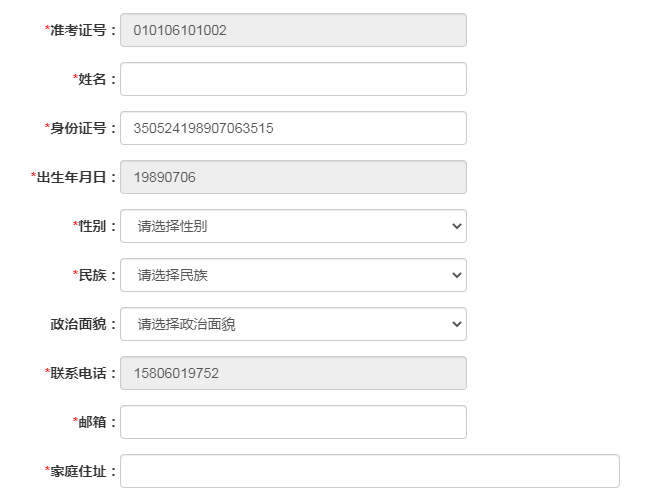 *准考证号：010106101002
*姓名：
*身份证号：350524198907063515
*出生年月日：19890706
*性别：请选择性别
*民族：请选择民族
政治面貌：请选择政治面貌
*联系电话：15806019752
*邮箱：
*家庭住址：